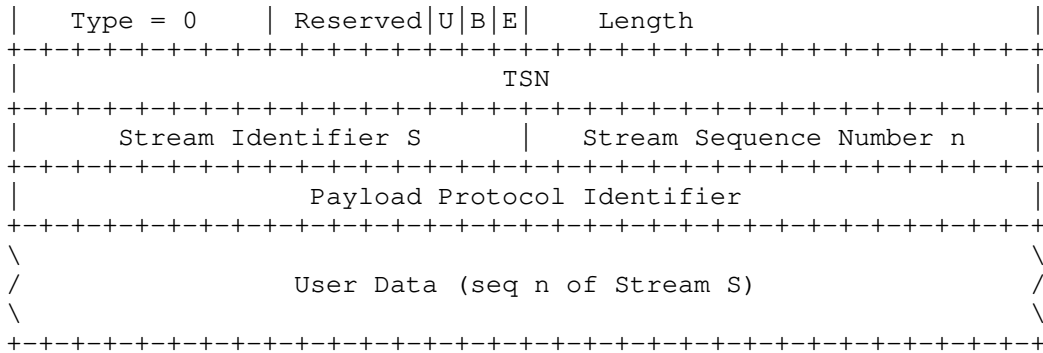 |   Type = 0    | Reserved|U|B|E|    Length                     |
+-+-+-+-+-+-+-+-+-+-+-+-+-+-+-+-+-+-+-+-+-+-+-+-+-+-+-+-+-+-+-+-+
|                              TSN                              |
+-+-+-+-+-+-+-+-+-+-+-+-+-+-+-+-+-+-+-+-+-+-+-+-+-+-+-+-+-+-+-+-+
|      Stream Identifier S      |   Stream Sequence Number n    |
+-+-+-+-+-+-+-+-+-+-+-+-+-+-+-+-+-+-+-+-+-+-+-+-+-+-+-+-+-+-+-+-+
|                  Payload Protocol Identifier                  |
+-+-+-+-+-+-+-+-+-+-+-+-+-+-+-+-+-+-+-+-+-+-+-+-+-+-+-+-+-+-+-+-+
\                                                               \
/                 User Data (seq n of Stream S)                 /
\                                                               \
+-+-+-+-+-+-+-+-+-+-+-+-+-+-+-+-+-+-+-+-+-+-+-+-+-+-+-+-+-+-+-+-+